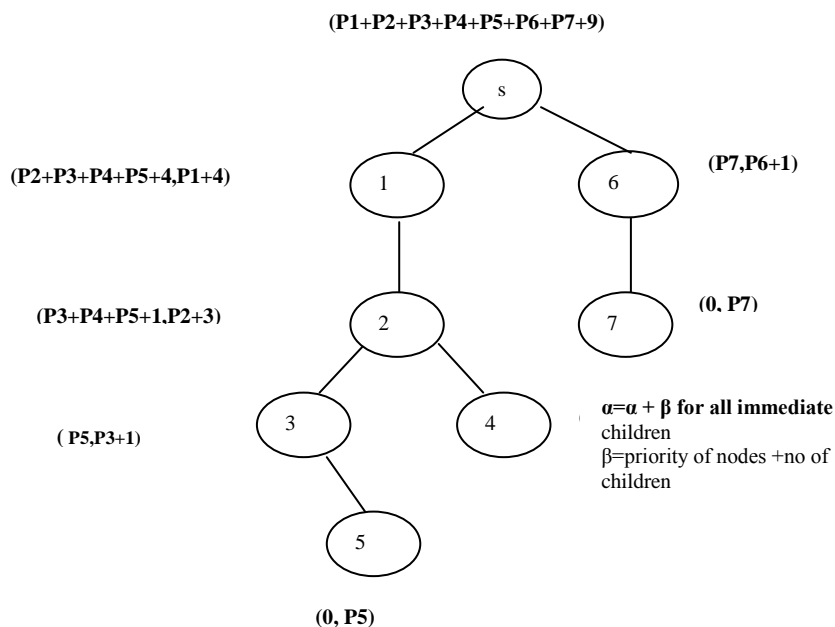 (P1+P2+P3+P4+P5+P6+P7+9)
s
(P2+P3+P4+P5+4,P1+4)
1
6
(P7,P6+1)
(P3+P4+P5+1,P2+3)
2
7
(0, P7)
( P5,P3+1)
3
4
α=α + β for all immediate
children
β=priority of nodes +no of
children
5
(0, P5)